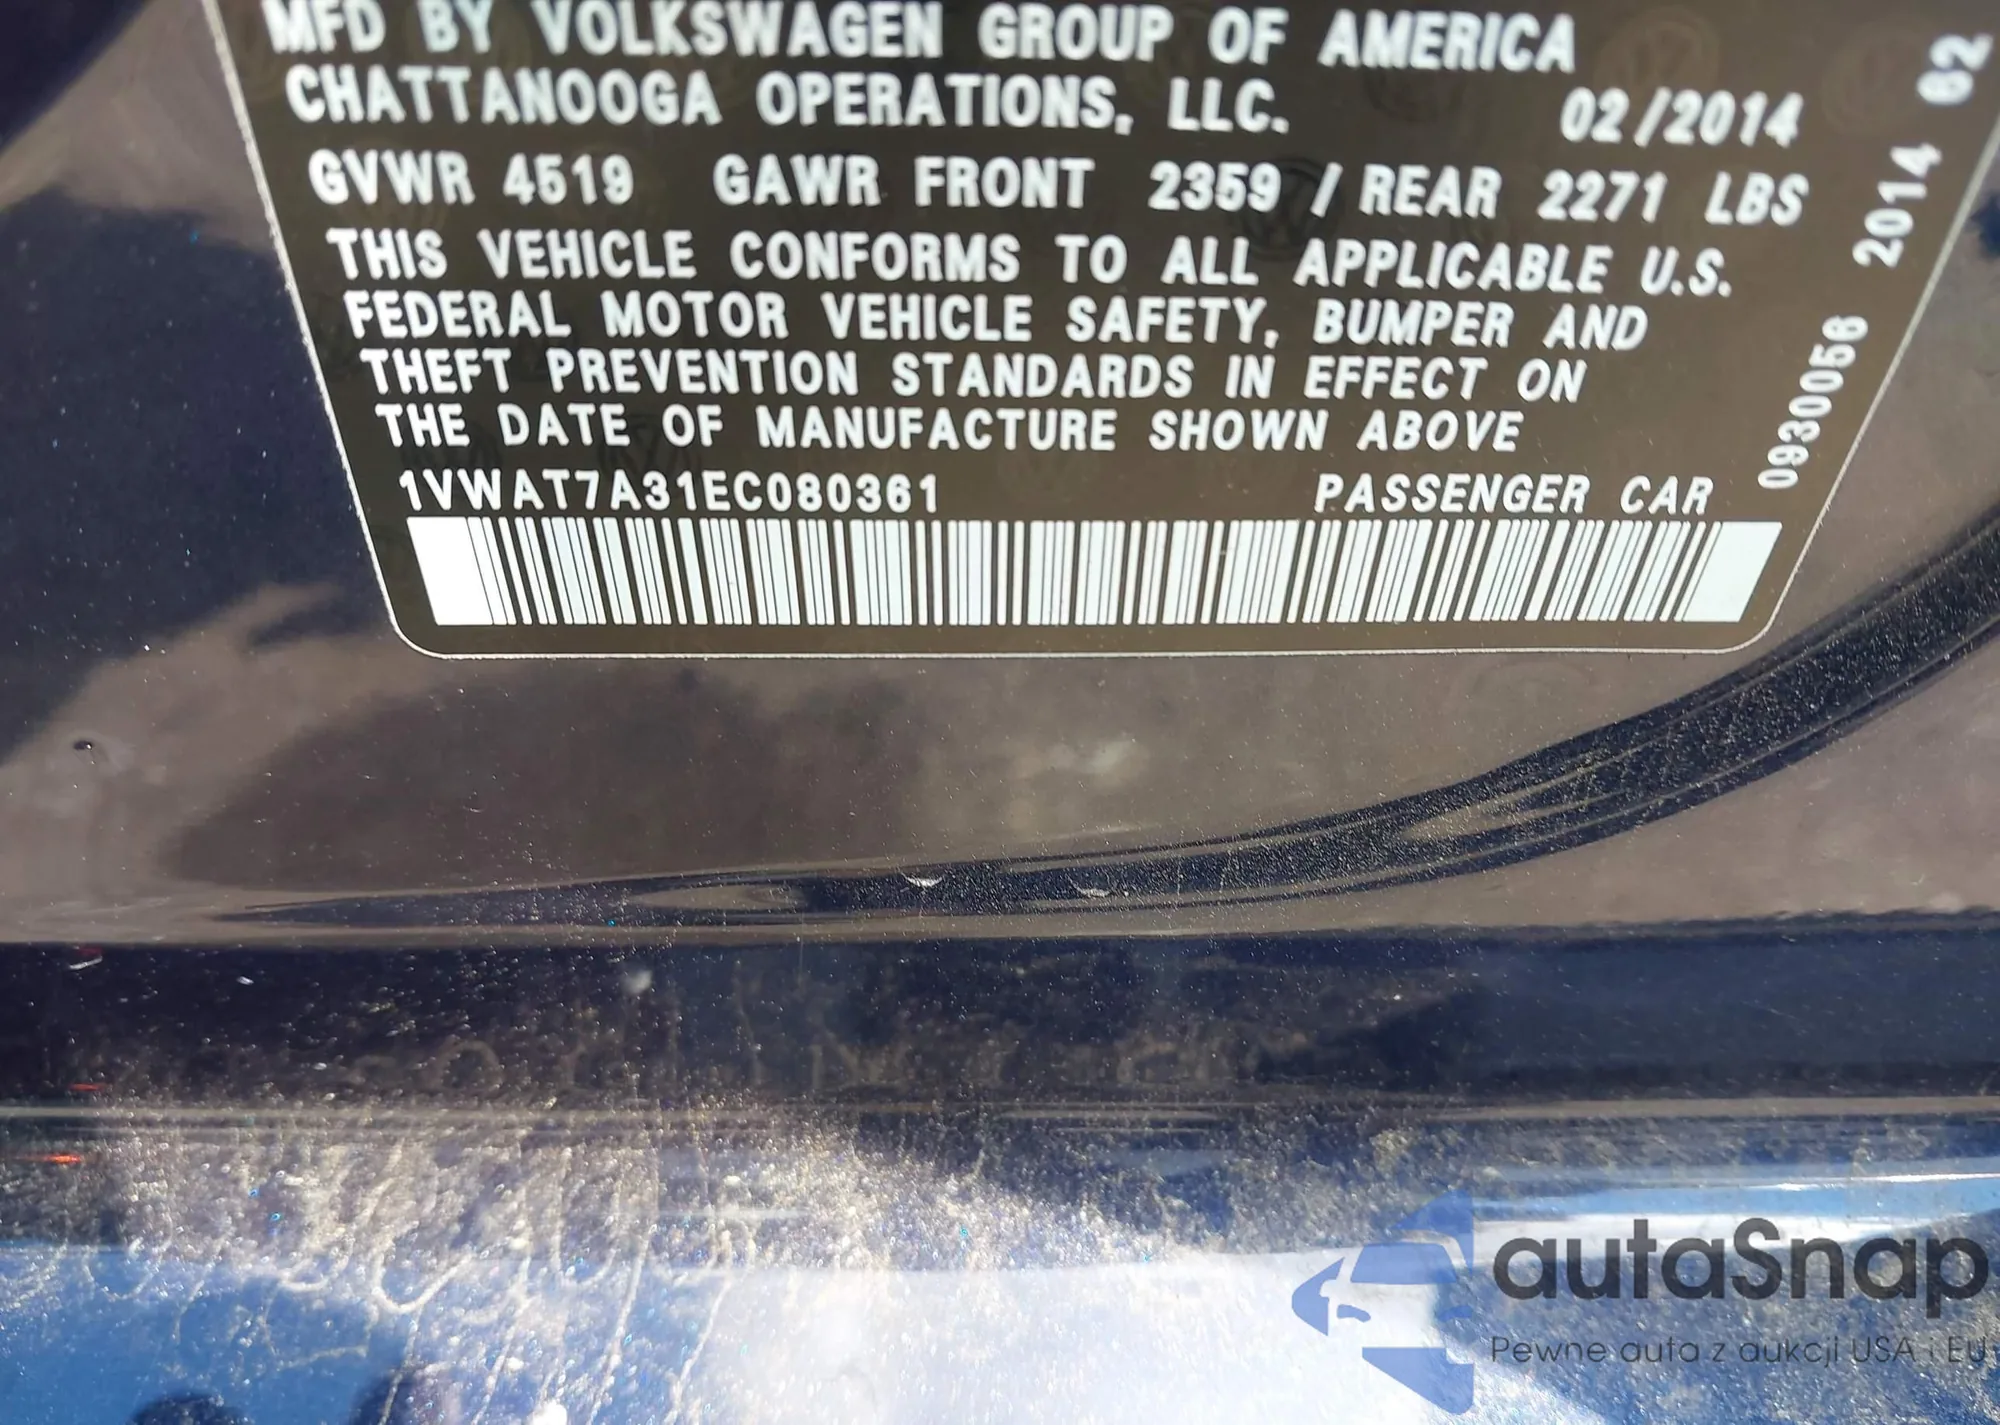 MFD BY VOLKSWAGEN GROUP OF AMERICA
CHATTANOOGA OPERATIONS, LLC. 02/2014
GVWR 4519 GAWR FRONT 2359 / REAR 2271 LBS
THIS VEHICLE CONFORMS TO ALL APPLICABLE U.S.
FEDERAL MOTOR VEHICLE SAFETY, BUMPER AND
THEFT PREVENTION STANDARDS IN EFFECT ON
THE DATE OF MANUFACTURE SHOWN ABOVE
1VWAT7A31EC080361 PASSENGER CAR
0930056 2014 62
autaSnap
Pewne auta z aukcji USA i EU